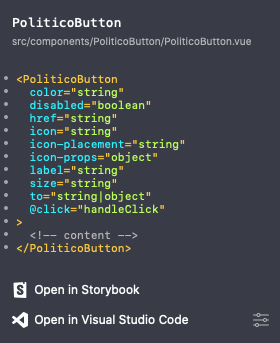 PoliticoButton
src/components/PoliticoButton/PoliticoButton.vue
<PoliticoButton
color="string"
disabled="boolean"
href="string"
icon="string"
icon-placement="string"
icon-props="object"
label="string"
size="string"
to="string|object"
@click="handleClick"
>
<!-- content -->
</PoliticoButton>
Open in Storybook
Open in Visual Studio Code